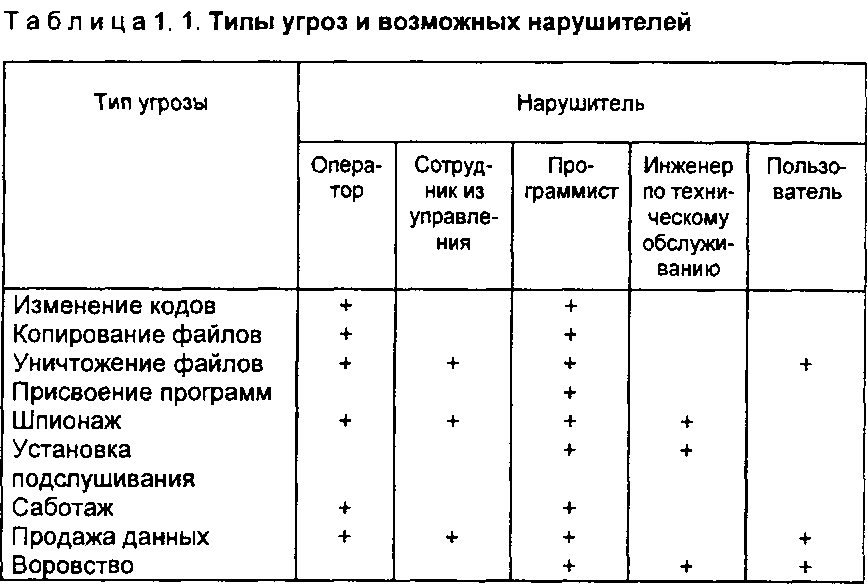 Таблица 1.1. Типы угроз и возможных нарушителей
Тип угрозы
Нарушитель
Опера-
тор
Сотруд-
ник из
управле-
ния
Про-
граммист
Инженер
по техни-
ческому
обслужи-
ванию
Пользо-
ватель
Изменение кодов + +
Копирование файлов + +
Уничтожение файлов + + + +
Присвоение программ +
Шпионаж + + + +
Установка + +
подслушивания
Саботаж + +
Продажа данных + + + +
Воровство + + +